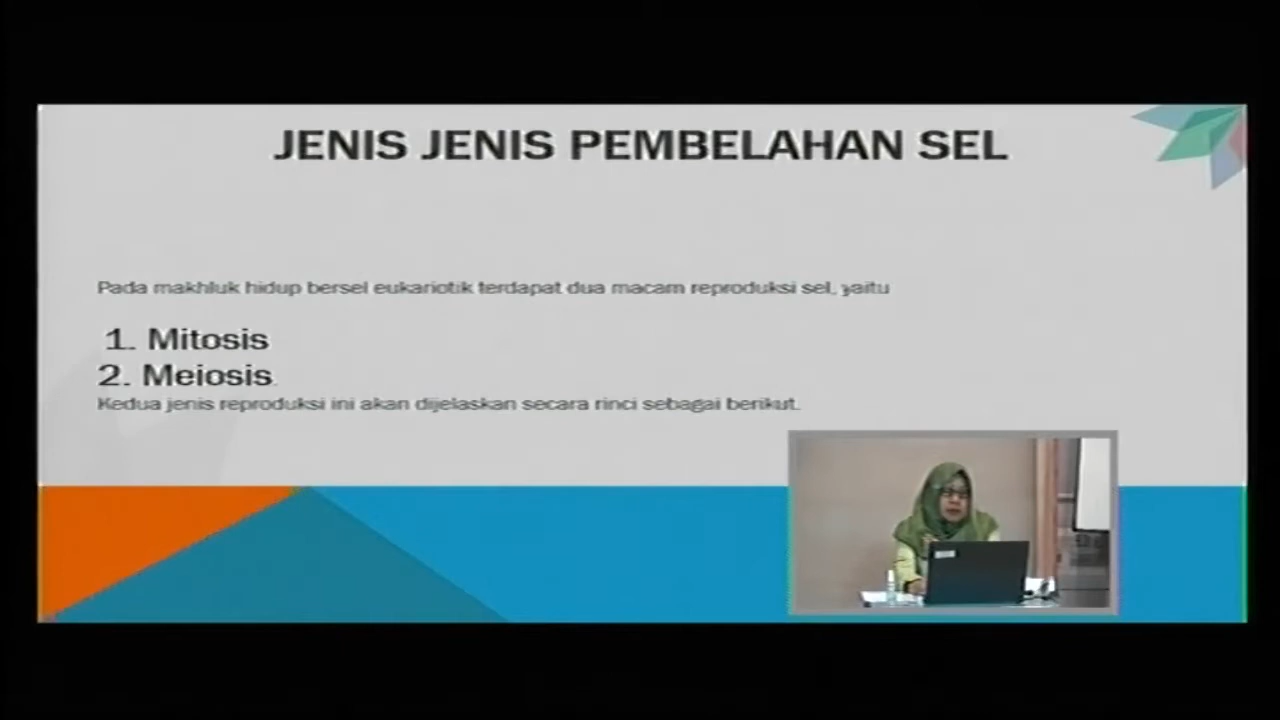 JENIS JENIS PEMBELAHAN SEL
Pada makhluk hidup bersel eukariotik terdapat dua macam reproduksi sel, yaitu
1. Mitosis
2. Meiosis
Kedua jenis reproduksi ini akan dijelaskan secara rinci sebagai berikut.